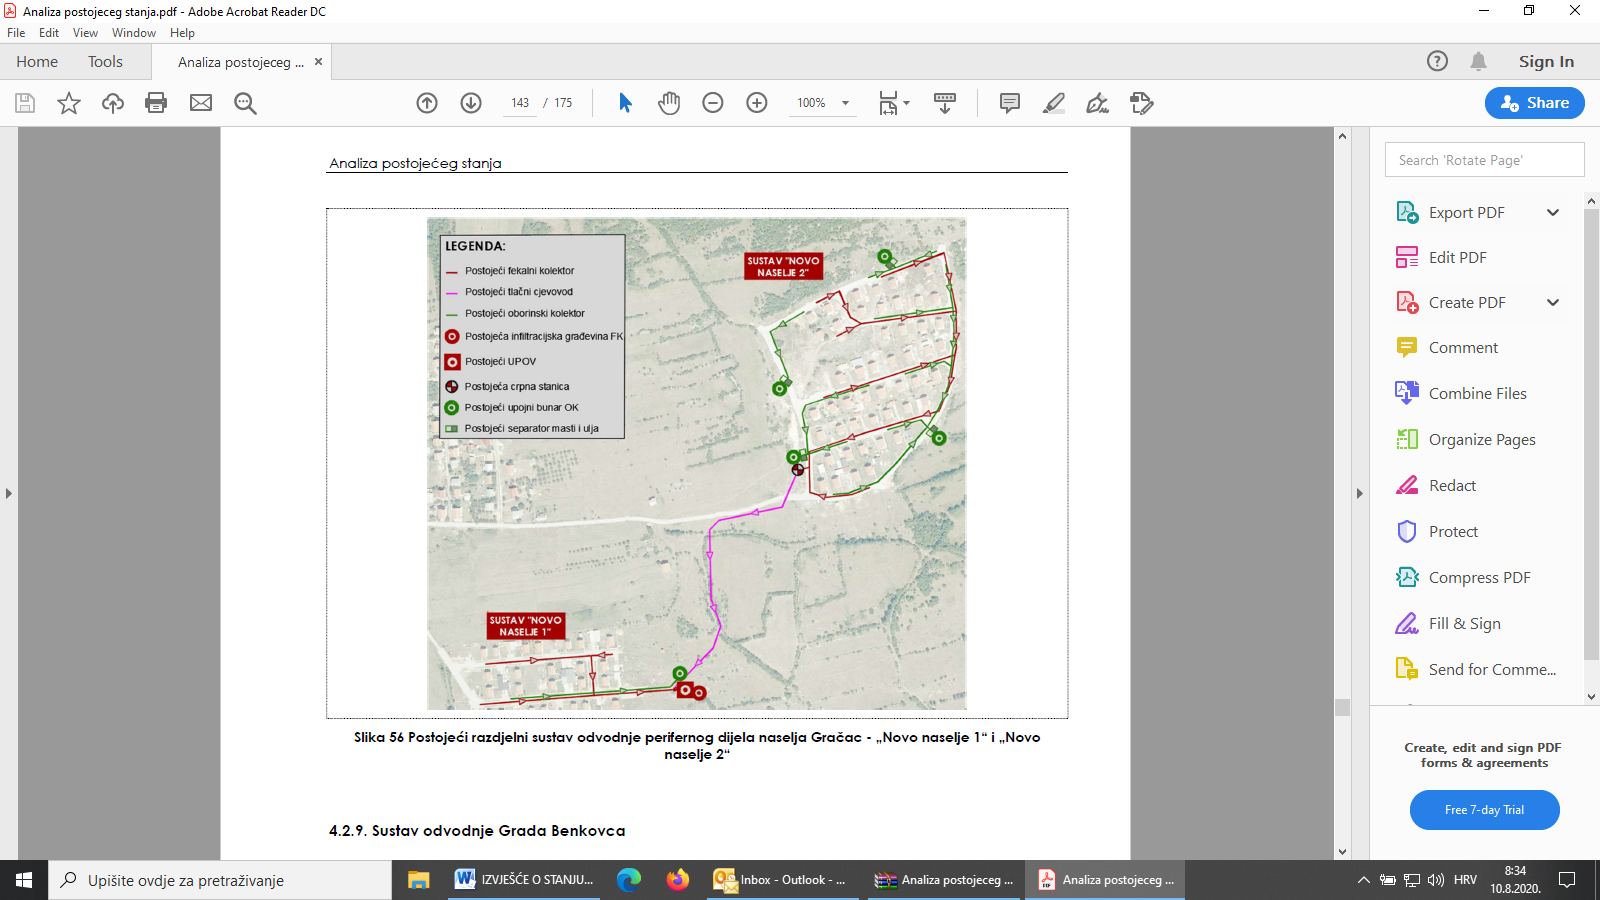 Analiza postojeceg stanja.pdf - Adobe Acrobat Reader DC
File Edit View Window Help
Home Tools Analiza postojeceg ... × Sign In
143 / 175 100% Share
Analiza postojećeg stanja
LEGENDA:
Postojeći fekalni kolektor
Postojeći tlačni cjevovod
Postojeći oborinski kolektor
Postojeća infiltracijska građevina FK
Postojeći UPOV
Postojeća crpna stanica
Postojeći upojni bunar OK
Postojeći separator masti i ulja
SUSTAV "NOVO
NASELJE 2"
SUSTAV "NOVO
NASELJE 1"
Slika 56 Postojeći razdjelni sustav odvodnje perifernog dijela naselja Gračac - „Novo naselje 1“ i „Novo
naselje 2“
4.2.9. Sustav odvodnje Grada Benkovca
Search 'Rotate Page'
Export PDF
Edit PDF
Create PDF
Comment
Combine Files
Organize Pages
Redact
Protect
Compress PDF
Fill & Sign
Send for Comme...
Create, edit and sign PDF
forms & agreements
Free 7-day Trial
Upišite ovdje za pretraživanje
IZVJEŠĆE O STANJU...
Inbox - Outlook - ...
Analiza postojeceg ...
Analiza postojeceg ...
HRV
8:34
10.8.2020.